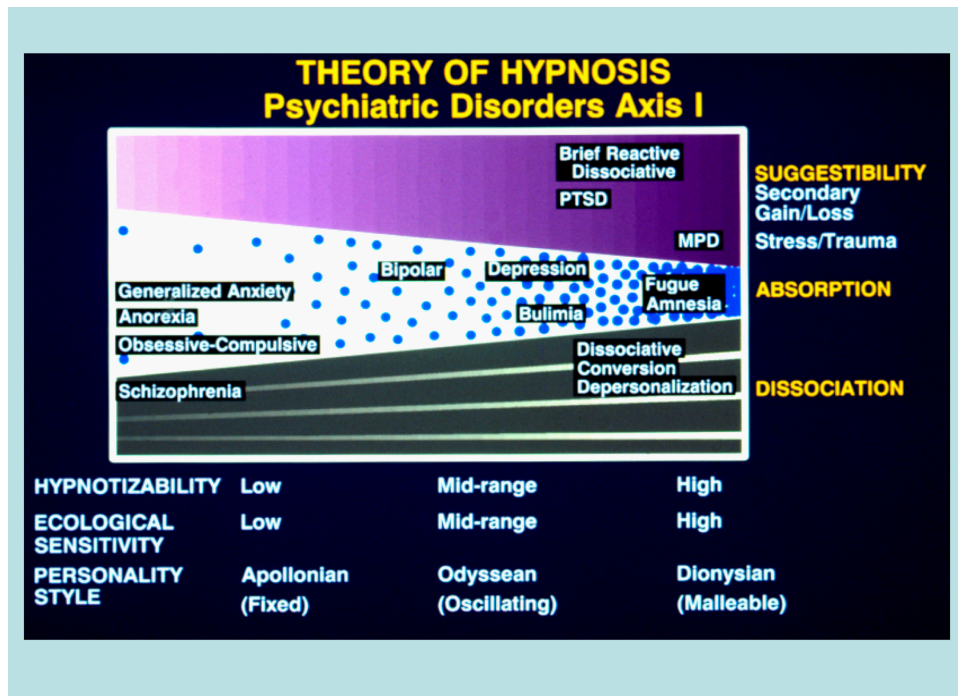 THEORY OF HYPNOSIS
Psychiatric Disorders Axis I
Brief Reactive
Dissociative
PTSD
MPD
SUGGESTIBILITY
Secondary
Gain/Loss
Stress/Trauma
Bipolar
Depression
Generalized Anxiety
Anorexia
Obsessive-Compulsive
Bulimia
Fugue
Amnesia
ABSORPTION
Schizophrenia
Dissociative
Conversion
Depersonalization
DISSOCIATION
HYPNOTIZABILITY Low Mid-range High
ECOLOGICAL Low Mid-range High
SENSITIVITY
PERSONALITY Apollonian Odyssean Dionysian
STYLE (Fixed) (Oscillating) (Malleable)